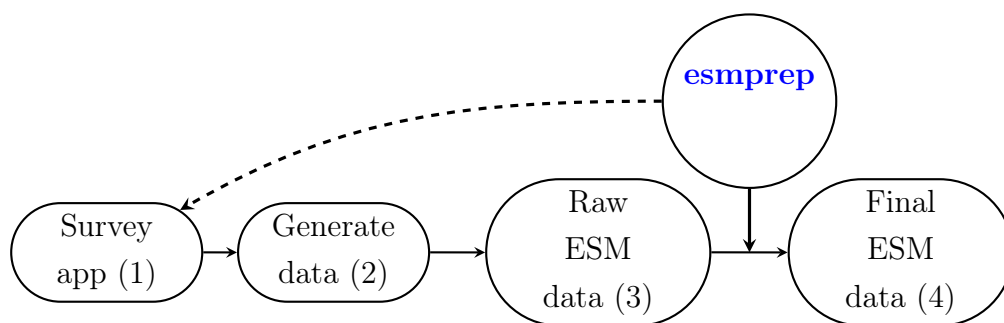 esmprep
Survey
app (1)
Generate
data (2)
Raw
ESM
data (3)
Final
ESM
data (4)